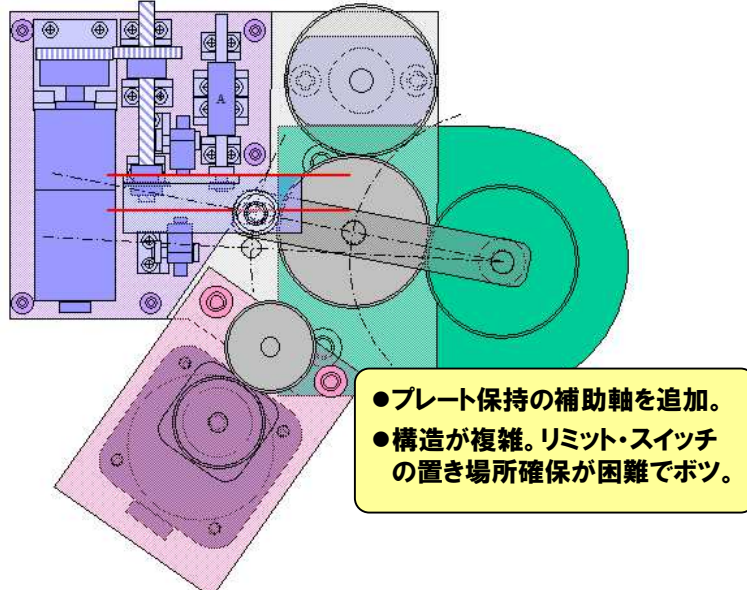 A
●プレート保持の補助軸を追加。
●構造が複雑。リミット・スイッチ
の置き場所確保が困難でボツ。